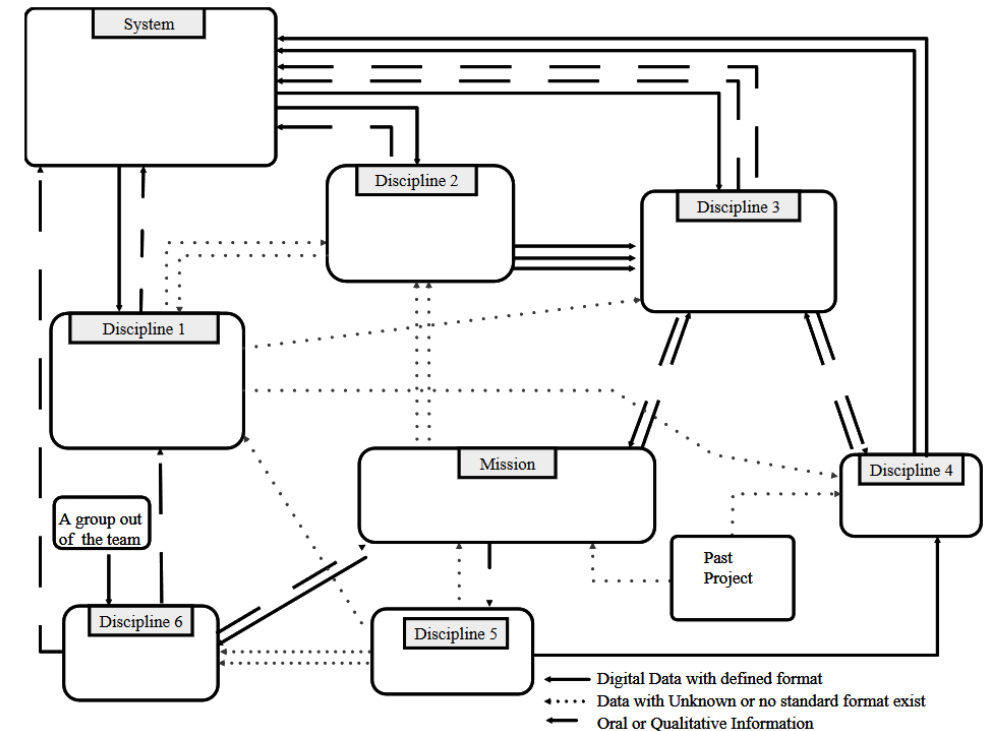 System
Discipline 2
Discipline 3
Discipline 1
Mission
Discipline 4
A group out
of the team
Past
Project
Discipline 6
Discipline 5
Digital Data with defined format
Data with Unknown or no standard format exist
Oral or Qualitative Information